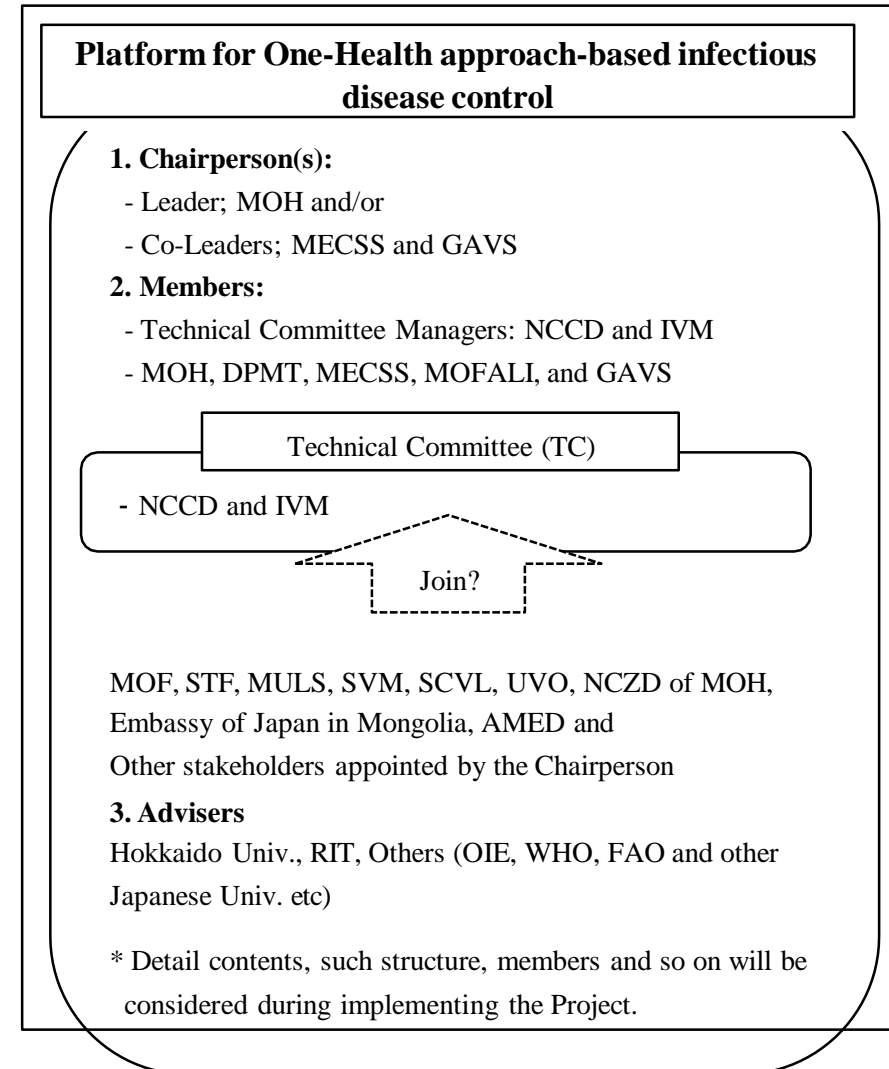 Platform for One-Health approach-based infectious
disease control
1. Chairperson(s):
- Leader; MOH and/or
- Co-Leaders; MECSS and GAVS
2. Members:
- Technical Committee Managers: NCCD and IVM
- MOH, DPMT, MECSS, MOFALI, and GAVS
Technical Committee (TC)
- NCCD and IVM
Join?
MOF, STF, MULS, SVM, SCVL, UVO, NCZD of MOH,
Embassy of Japan in Mongolia, AMED and
Other stakeholders appointed by the Chairperson
3. Advisers
Hokkaido Univ., RIT, Others (OIE, WHO, FAO and other
Japanese Univ. etc)
* Detail contents, such structure, members and so on will be
considered during implementing the Project.